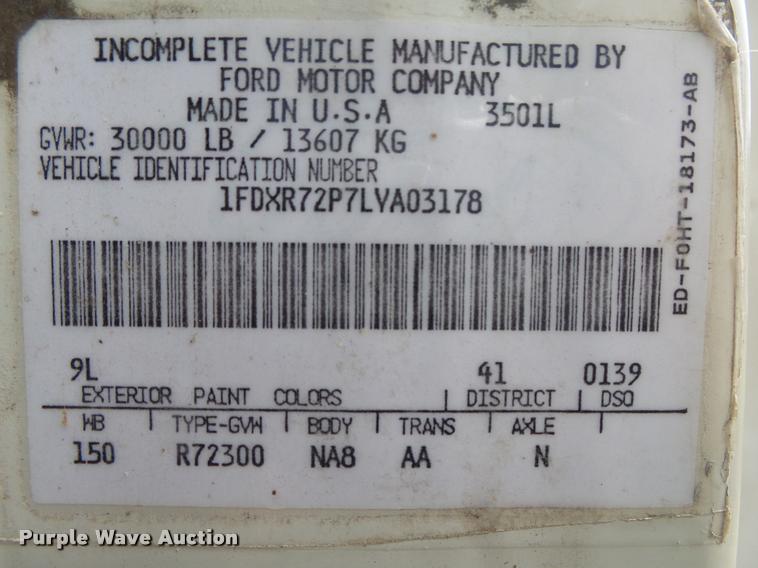 INCOMPLETE VEHICLE MANUFACTURED BY
FORD MOTOR COMPANY
MADE IN U.S.A 3501L
GVWR: 30000 LB / 13607 KG
VEHICLE IDENTIFICATION NUMBER
1FDXR72P7LVA03178
ED-F0HT-18173-AB
9L 41 0139
EXTERIOR PAINT COLORS | DISTRICT | DSO
WB | TYPE-GVW | BODY | TRANS | AXLE |
150 R72300 NA8 AA N
Purple Wave Auction